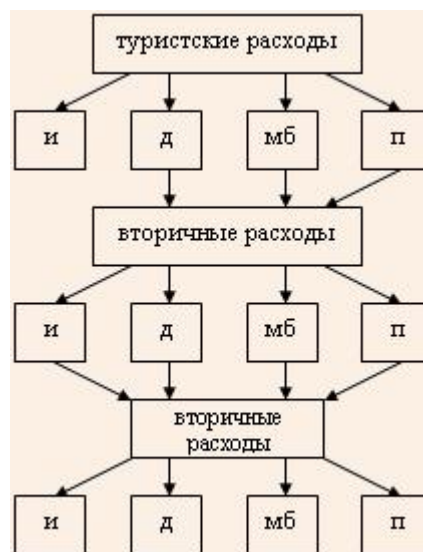 туристские расходы
и д мб п
вторичные расходы
и д мб п
вторичные
расходы
и д мб п